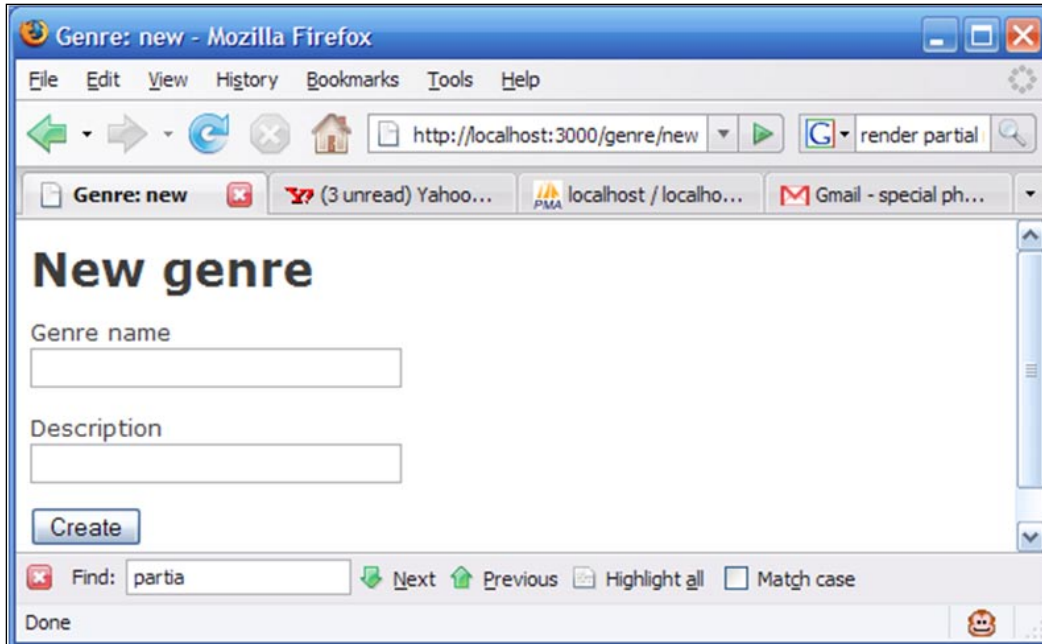 Genre: new - Mozilla Firefox
File Edit View History Bookmarks Tools Help
http://localhost:3000/genre/new G render partial
Genre: new Y! (3 unread) Yahoo... PMA localhost / localho... Gmail - special ph...
New genre
Genre name
Description
Create
Find: partia Next Previous Highlight all Match case
Done